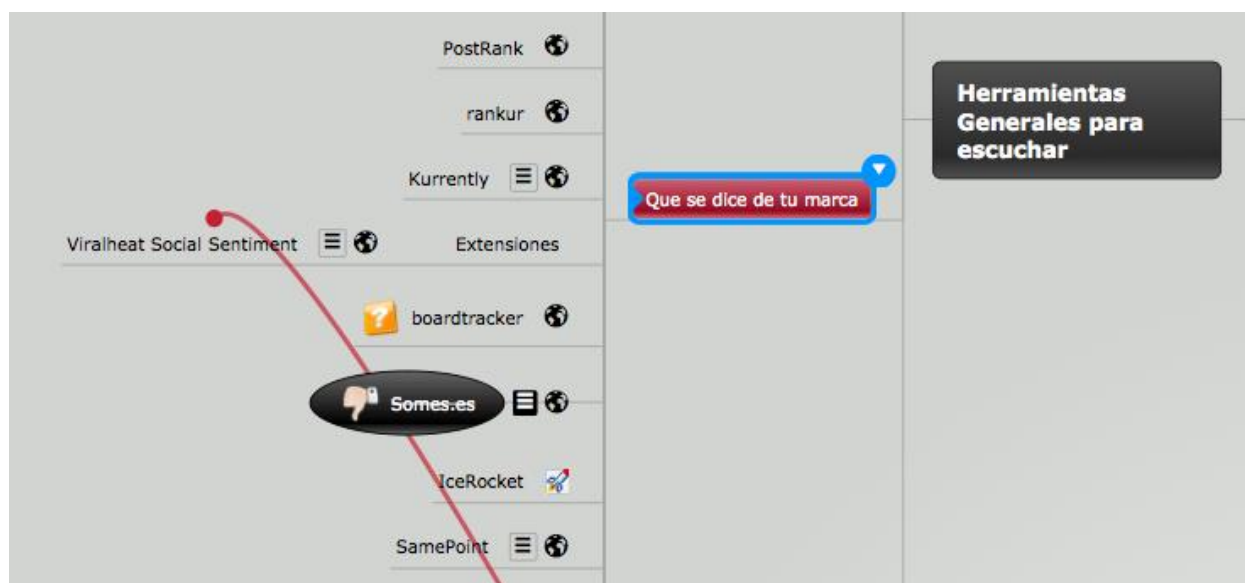 PostRank
rankur
Kurrently
Viralheat Social Sentiment
Extensiones
boardtracker
Somes.es
IceRocket
SamePoint
Que se dice de tu marca
Herramientas
Generales para
escuchar